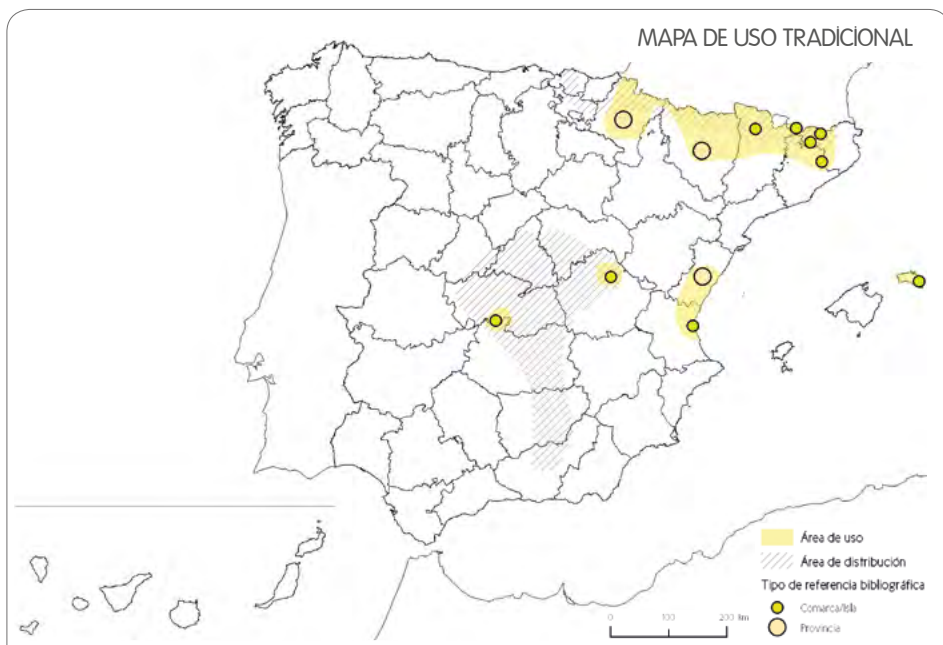 MAPA DE USO TRADICIONAL
Área de uso
Área de distribución
Tipo de referencia bibliográfica
Comarca/Isla
Provincia
0 100 200 km